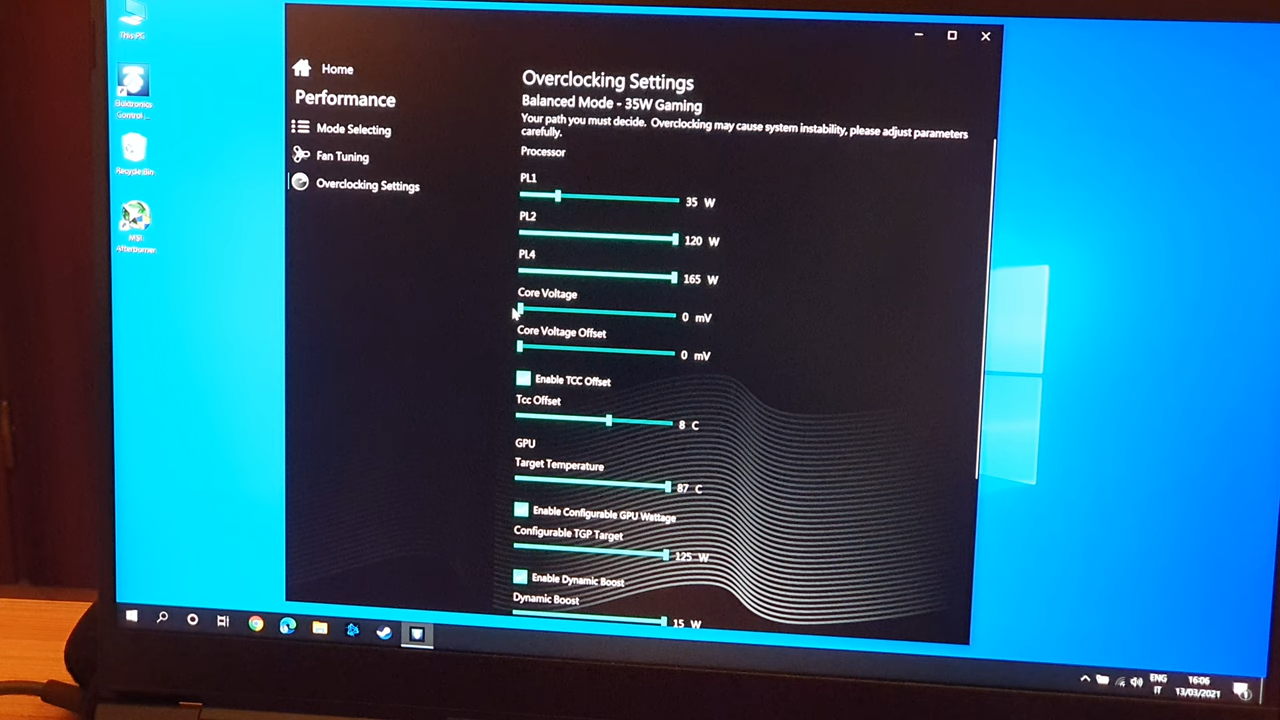 This PC
Elektronics
Control ...
Recycle Bin
MSI
Afterburner
Home
Performance
Mode Selecting
Fan Tuning
Overclocking Settings
Overclocking Settings
Balanced Mode - 35W Gaming
Your path you must decide. Overclocking may cause system instability, please adjust parameters
carefully.
Processor
PL1
35 W
PL2
120 W
PL4
165 W
Core Voltage
0 mV
Core Voltage Offset
0 mV
Enable TCC Offset
Tcc Offset
8 C
GPU
Target Temperature
87 C
Enable Configurable GPU Wattage
Configurable TGP Target
125 W
Enable Dynamic Boost
Dynamic Boost
15 W
ENG
IT
16:06
13/03/2021